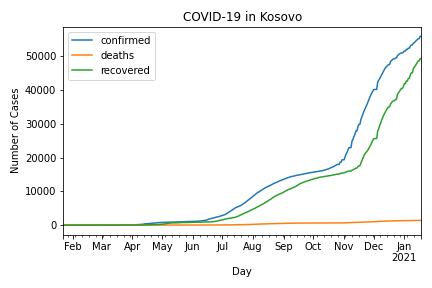 COVID-19 in Kosovo
confirmed
deaths
recovered
Number of Cases
50000
40000
30000
20000
10000
0
Feb Mar Apr May Jun Jul Aug Sep Oct Nov Dec Jan
2021
Day